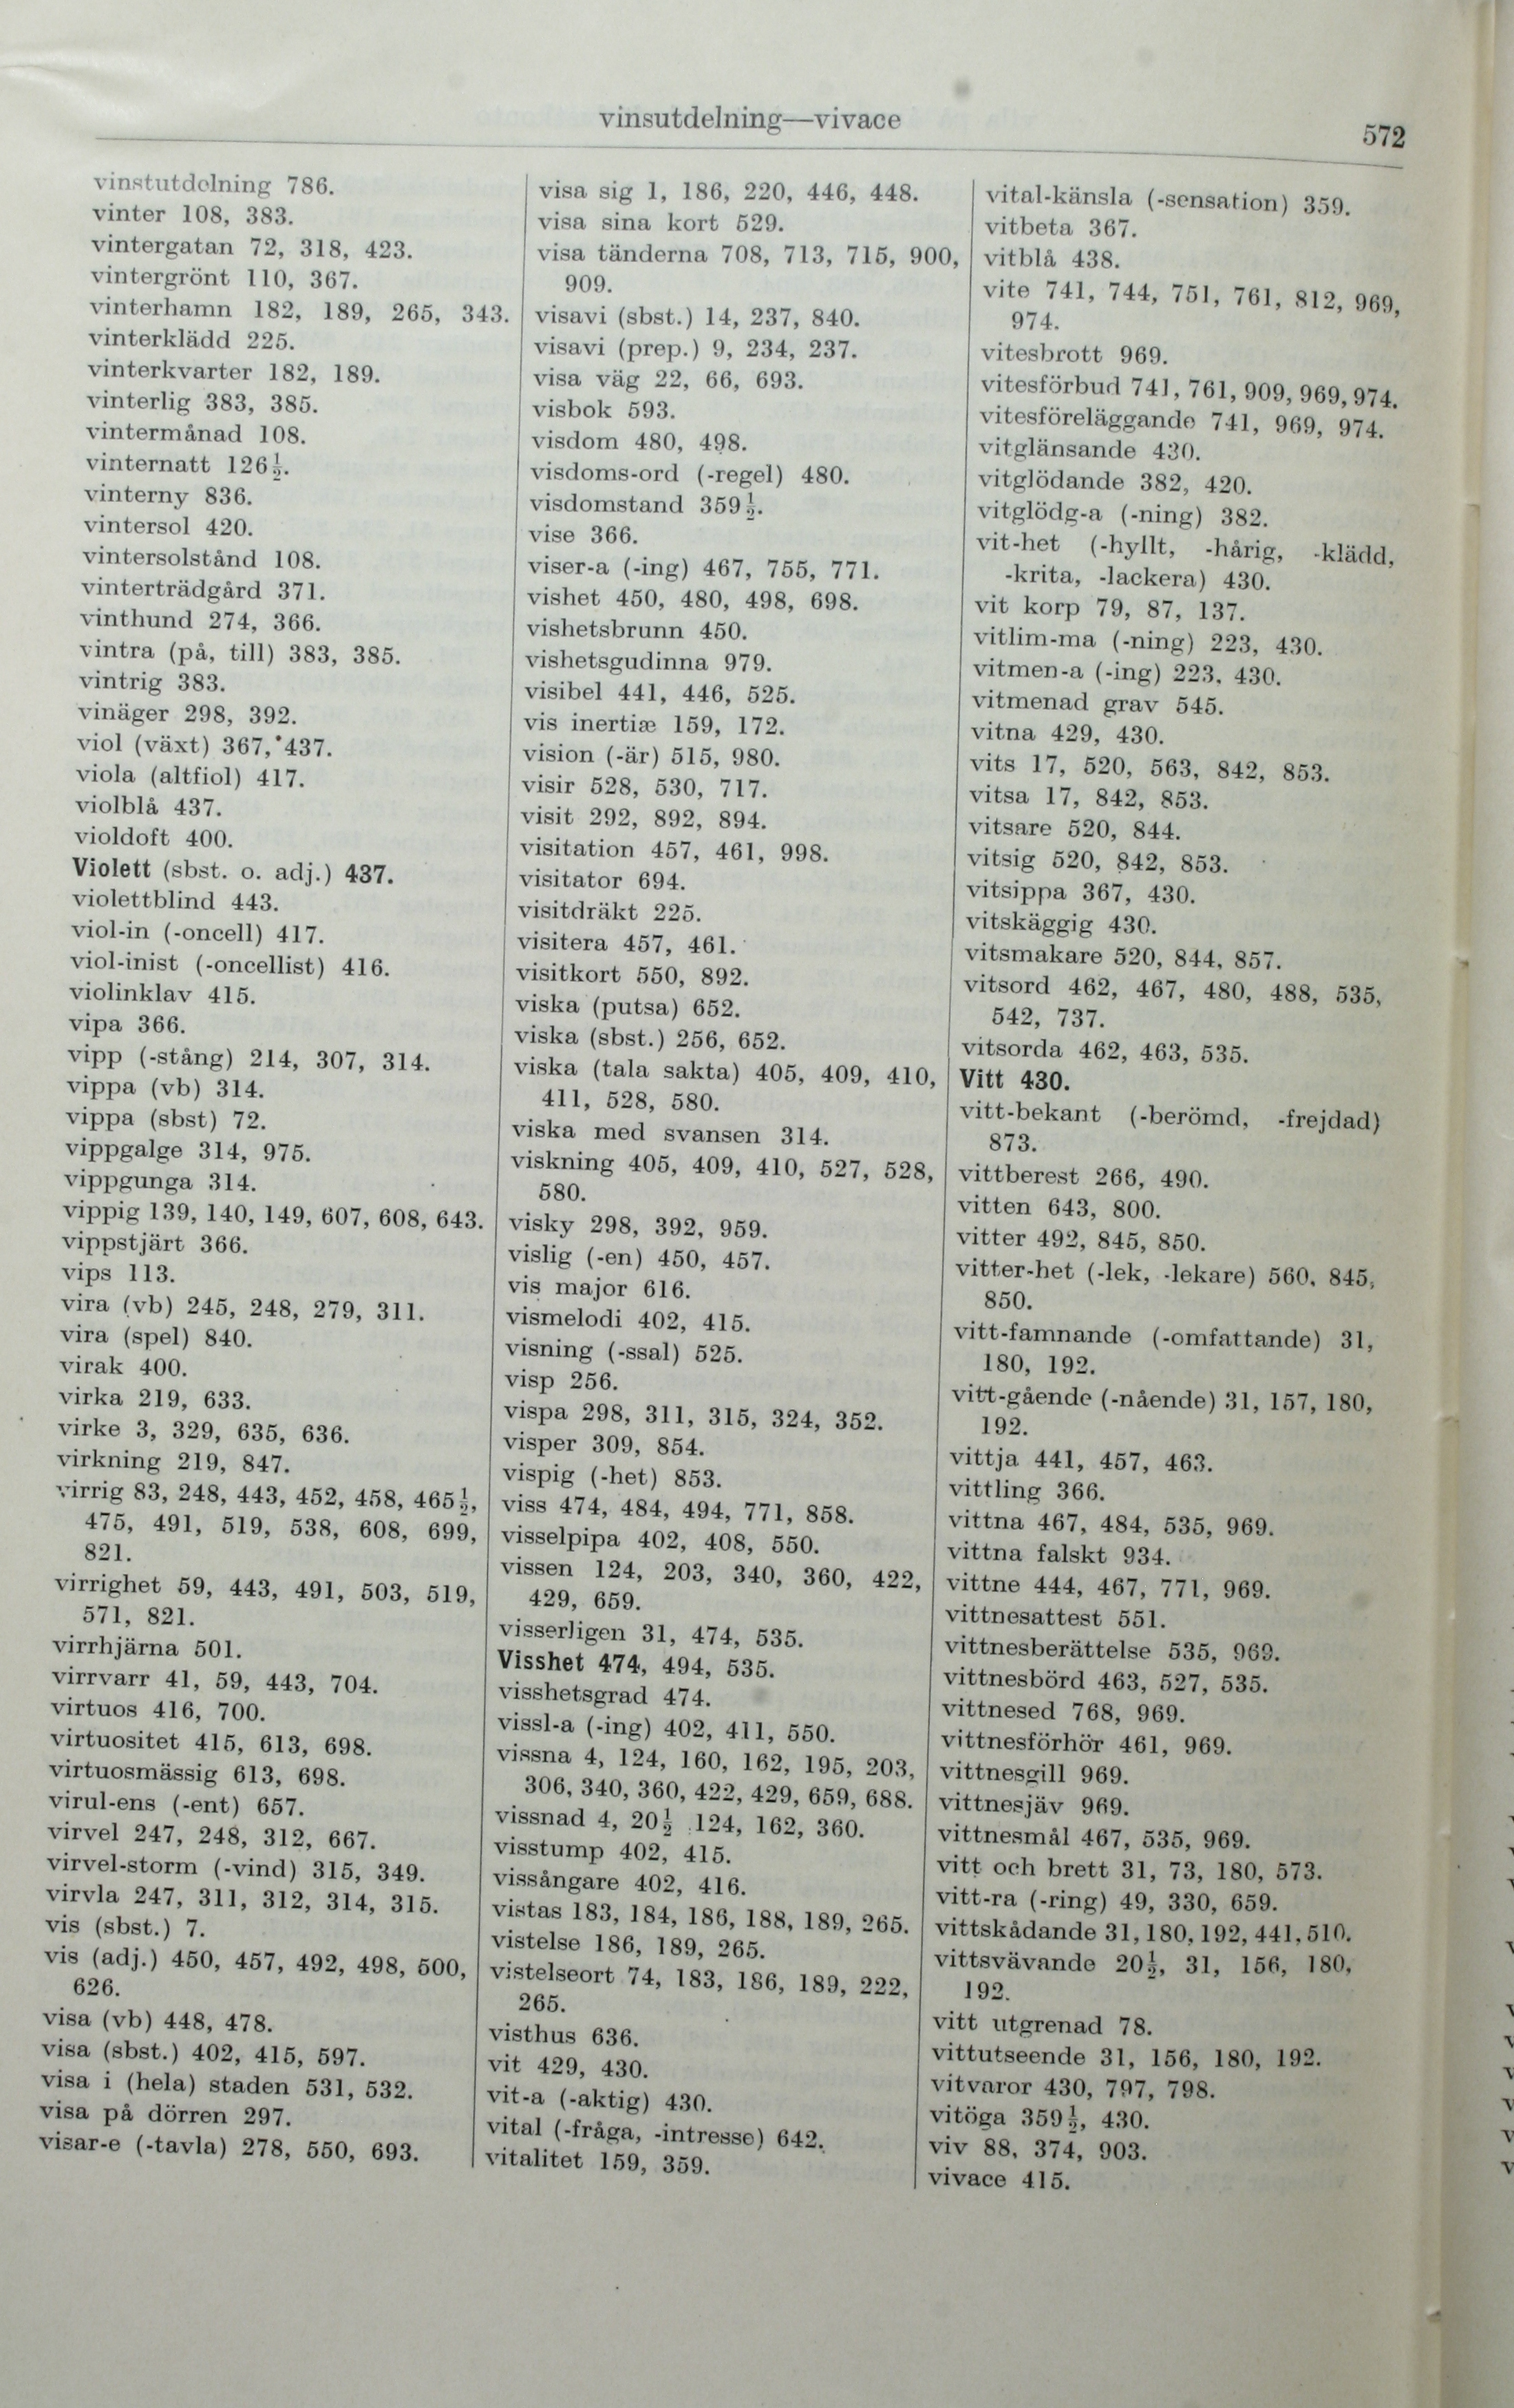 vinsutdelning—vivace
572
vinstutdelning 786.
vinter 108, 383.
vintergatan 72, 318, 423.
vintergrönt 110, 367.
vinterhamn 182, 189, 265, 343.
vinterklädd 225.
vinterkvarter 182, 189.
vinterlig 383, 385.
vintermånad 108.
vinternatt 126½.
vinterny 836.
vintersol 420.
vintersolstånd 108.
vinterträdgård 371.
vinthund 274, 366.
vintra (på, till) 383, 385.
vintrig 383.
vinäger 298, 392.
viol (växt) 367, 437.
viola (altfiol) 417.
violblå 437.
violdoft 400.
Violett (sbst. o. adj.) 437.
violettblind 443.
viol-in (-oncell) 417.
viol-inist (-oncellist) 416.
violinklav 415.
vipa 366.
vipp (-stång) 214, 307, 314.
vippa (vb) 314.
vippa (sbst) 72.
vippgalge 314, 975.
vippgunga 314.
vippig 139, 140, 149, 607, 608, 643.
vippstjärt 366.
vips 113.
vira (vb) 245, 248, 279, 311.
vira (spel) 840.
virak 400.
virka 219, 633.
virke 3, 329, 635, 636.
virkning 219, 847.
virrig 83, 248, 443, 452, 458, 465½,
475, 491, 519, 538, 608, 699,
821.
virrighet 59, 443, 491, 503, 519,
571, 821.
virrhjärna 501.
virrvarr 41, 59, 443, 704.
virtuos 416, 700.
virtuositet 415, 613, 698.
virtuosmässig 613, 698.
virul-ens (-ent) 657.
virvel 247, 248, 312, 667.
virvel-storm (-vind) 315, 349.
virvla 247, 311, 312, 314, 315.
vis (sbst.) 7.
vis (adj.) 450, 457, 492, 498, 500,
626.
visa (vb) 448, 478.
visa (sbst.) 402, 415, 597.
visa i (hela) staden 531, 532.
visa på dörren 297.
visar-e (-tavla) 278, 550, 693.
visa sig 1, 186, 220, 446, 448.
visa sina kort 529.
visa tänderna 708, 713, 715, 900,
909.
visavi (sbst.) 14, 237, 840.
visavi (prep.) 9, 234, 237.
visa väg 22, 66, 693.
visbok 593.
visdom 480, 498.
visdoms-ord (-regel) 480.
visdomstand 359½.
vise 366.
viser-a (-ing) 467, 755, 771.
vishet 450, 480, 498, 698.
vishetsbrunn 450.
vishetsgudinna 979.
visibel 441, 446, 525.
vis inertiæ 159, 172.
vision (-är) 515, 980.
visir 528, 530, 717.
visit 292, 892, 894.
visitation 457, 461, 998.
visitator 694.
visitdräkt 225.
visitera 457, 461.
visitkort 550, 892.
viska (putsa) 652.
viska (sbst.) 256, 652.
viska (tala sakta) 405, 409, 410,
411, 528, 580.
viska med svansen 314.
viskning 405, 409, 410, 527, 528,
580.
visky 298, 392, 959.
vislig (-en) 450, 457.
vis major 616.
vismelodi 402, 415.
visning (-ssal) 525.
visp 256.
vispa 298, 311, 315, 324, 352.
visper 309, 854.
vispig (-het) 853.
viss 474, 484, 494, 771, 858.
visselpipa 402, 408, 550.
vissen 124, 203, 340, 360, 422,
429, 659.
visserligen 31, 474, 535.
Visshet 474, 494, 535.
visshetsgrad 474.
vissl-a (-ing) 402, 411, 550.
vissna 4, 124, 160, 162, 195, 203,
306, 340, 360, 422, 429, 659, 688.
vissnad 4, 20½ 124, 162, 360.
visstump 402, 415.
vissångare 402, 416.
vistas 183, 184, 186, 188, 189, 265.
vistelse 186, 189, 265.
vistelseort 74, 183, 186, 189, 222,
265.
visthus 636.
vit 429, 430.
vit-a (-aktig) 430.
vital (-fråga, -intresse) 642.
vitalitet 159, 359.
vital-känsla (-sensation) 359.
vitbeta 367.
vitblå 438.
vite 741, 744, 751, 761, 812, 969,
974.
vitesbrott 969.
vitesförbud 741, 761, 909, 969, 974.
vitesföreläggande 741, 969, 974.
vitglänsande 430.
vitglödande 382, 420.
vitglödg-a (-ning) 382.
vit-het (-hyllt, -hårig, -klädd,
-krita, -lackera) 430.
vit korp 79, 87, 137.
vitlim-ma (-ning) 223, 430.
vitmen-a (-ing) 223, 430.
vitmenad grav 545.
vitna 429, 430.
vits 17, 520, 563, 842, 853.
vitsa 17, 842, 853.
vitsare 520, 844.
vitsig 520, 842, 853.
vitsippa 367, 430.
vitskäggig 430.
vitsmakare 520, 844, 857.
vitsord 462, 467, 480, 488, 535,
542, 737.
vitsorda 462, 463, 535.
Vitt 430.
vitt-bekant (-berömd, -frejdad)
873.
vittberest 266, 490.
vitten 643, 800.
vitter 492, 845, 850.
vitter-het (-lek, -lekare) 560, 845,
850.
vitt-famnande (-omfattande) 31,
180, 192.
vitt-gående (-nående) 31, 157, 180,
192.
vittja 441, 457, 463.
vittling 366.
vittna 467, 484, 535, 969.
vittna falskt 934.
vittne 444, 467, 771, 969.
vittnesattest 551.
vittnesberättelse 535, 969.
vittnesbörd 463, 527, 535.
vittnesed 768, 969.
vittnesförhör 461, 969.
vittnesgill 969.
vittnesjäv 969.
vittnesmål 467, 535, 969.
vitt och brett 31, 73, 180, 573.
vitt-ra (-ring) 49, 330, 659.
vittskådande 31, 180, 192, 441, 510.
vittsvävande 20½, 31, 156, 180,
192.
vitt utgrenad 78.
vittutseende 31, 156, 180, 192.
vitvaror 430, 797, 798.
vitöga 359½, 430.
viv 88, 374, 903.
vivace 415.